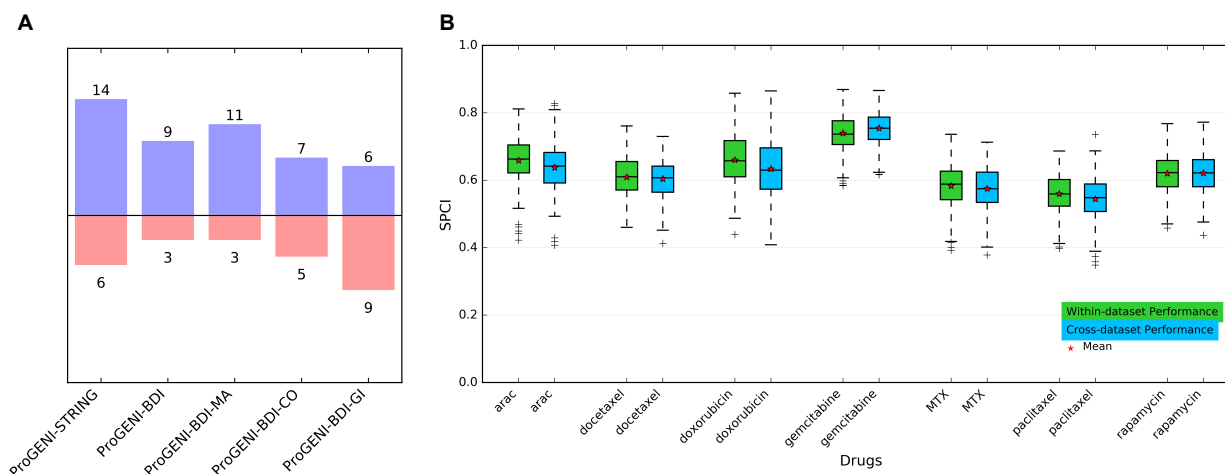 A
14
9
11
7
6
6
3
3
5
9
ProGENI-STRING
ProGENI-BDI
ProGENI-BDI-MA
ProGENI-BDI-CO
ProGENI-BDI-GI
B
1.0
0.8
0.6
0.4
0.2
0.0
SPCI
Within-dataset Performance
Cross-dataset Performance
Mean
arac
arac
docetaxel
docetaxel
doxorubicin
doxorubicin
gemcitabine
gemcitabine
MTX
MTX
paclitaxel
paclitaxel
rapamycin
rapamycin
Drugs